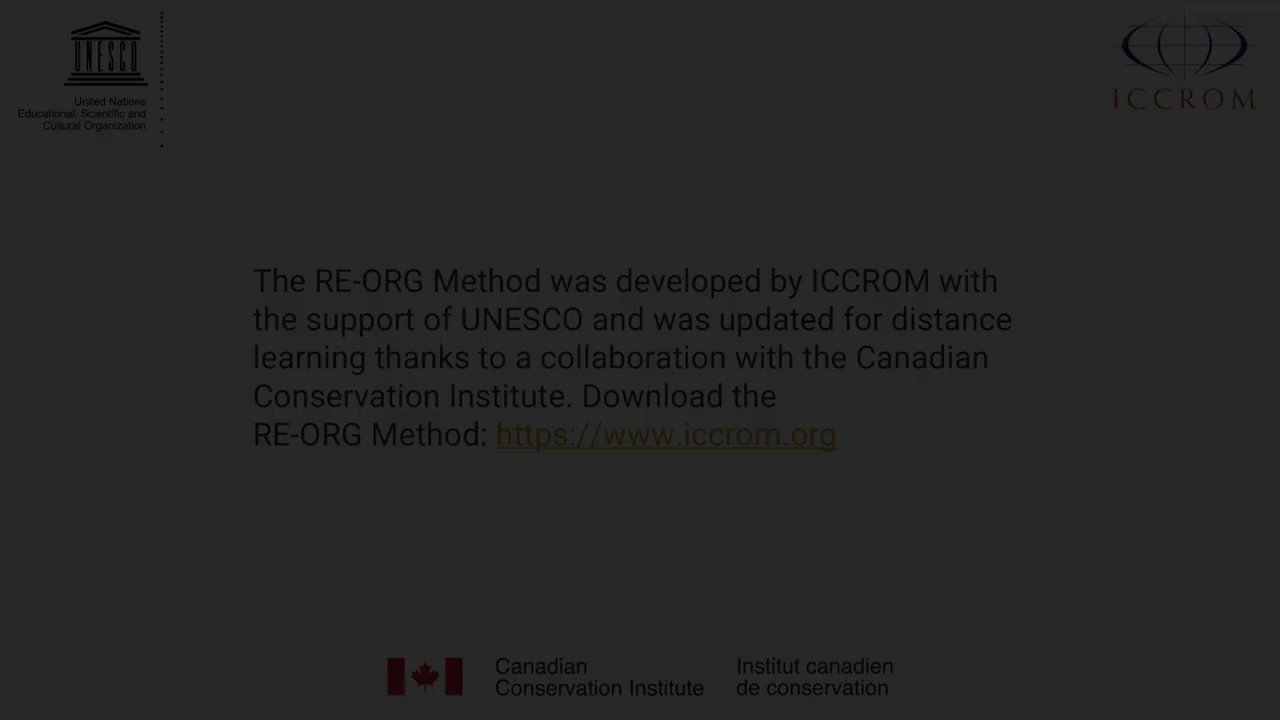 UNESCO
United Nations
Educational, Scientific and
Cultural Organization
ICCROM
The RE-ORG Method was developed by ICCROM with
the support of UNESCO and was updated for distance
learning thanks to a collaboration with the Canadian
Conservation Institute. Download the
RE-ORG Method: https://www.iccrom.org
Canadian
Conservation Institute
Institut canadien
de conservation